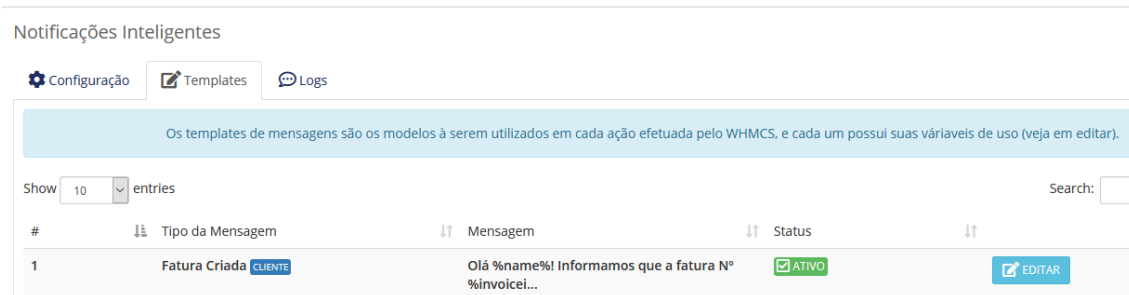 Notificações Inteligentes
Configuração Templates Logs
Os templates de mensagens são os modelos à serem utilizados em cada ação efetuada pelo WHMCS, e cada um possui suas váriaveis de uso (veja em editar).
Show 10 entries Search:
# Tipo da Mensagem Mensagem Status
1 Fatura Criada CLIENTE Olá %name%! Informamos que a fatura Nº ATIVO EDITAR
%invoicei...